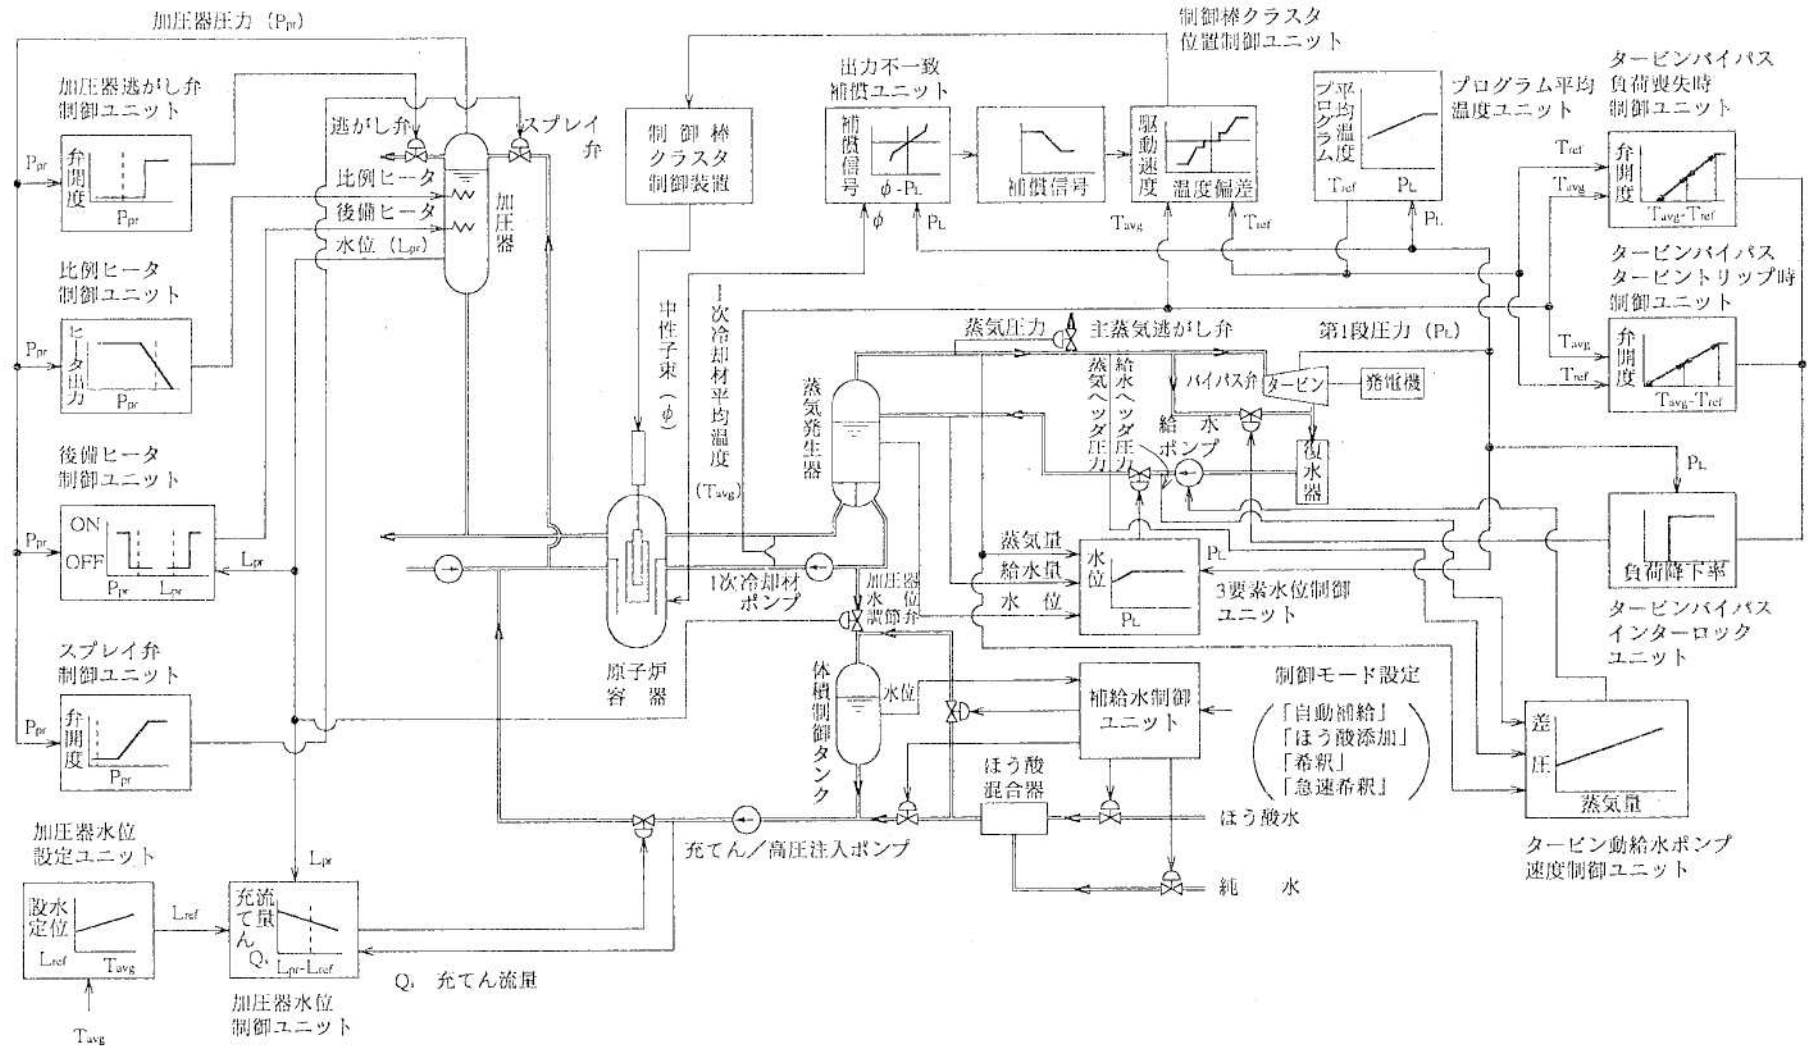 加圧器圧力 (Ppr)
加圧器逃がし弁
制御ユニット
弁開度
Ppr
Ppr
逃がし弁
スプレイ
弁
比例ヒータ
後備ヒータ
水位 (Lpr)
加圧器
比例ヒータ
制御ユニット
ヒータ出力
Ppr
Ppr
後備ヒータ
制御ユニット
ON
OFF
Ppr
Lpr
Ppr
Lpr
スプレイ弁
制御ユニット
弁開度
Ppr
Ppr
加圧器水位
設定ユニット
設定水位
Lref
Tavg
Tavg
Lref
Lpr
充てん流量
Qs
Lpr-Lref
加圧器水位
制御ユニット
Qs 充てん流量
制御棒
クラスタ
制御装置
出力不一致
補償ユニット
補償信号
φ-PL
φ
PL
補償信号
制御棒クラスタ
位置制御ユニット
駆動速度
温度偏差
Tavg
Tref
プログラム平均温度
Tref
PL
PL
プログラム平均
温度ユニット
タービンバイパス
負荷喪失時
制御ユニット
Tref
Tavg
弁開度
Tavg-Tref
タービンバイパス
タービントリップ時
制御ユニット
Tavg
Tref
弁開度
Tavg-Tref
中性子束(φ)
1次冷却材平均温度
(Tavg)
蒸気圧力
主蒸気逃がし弁
第1段圧力 (PL)
蒸気発生器
蒸気ヘッダ圧力
給水ヘッダ圧力
バイパス弁
タービン
発電機
給水
ポンプ
復水器
PL
負荷降下率
タービンバイパス
インターロック
ユニット
蒸気量
給水量
水位
水位
PL
PL
3要素水位制御
ユニット
1次冷却材
ポンプ
加圧器
水位
調節弁
原子炉
容器
体積制御タンク
水位
補給水制御
ユニット
制御モード設定
「自動補給」
「ほう酸添加」
「希釈」
「急速希釈」
ほう酸
混合器
ほう酸水
純水
充てん/高圧注入ポンプ
差圧
蒸気量
タービン動給水ポンプ
速度制御ユニット